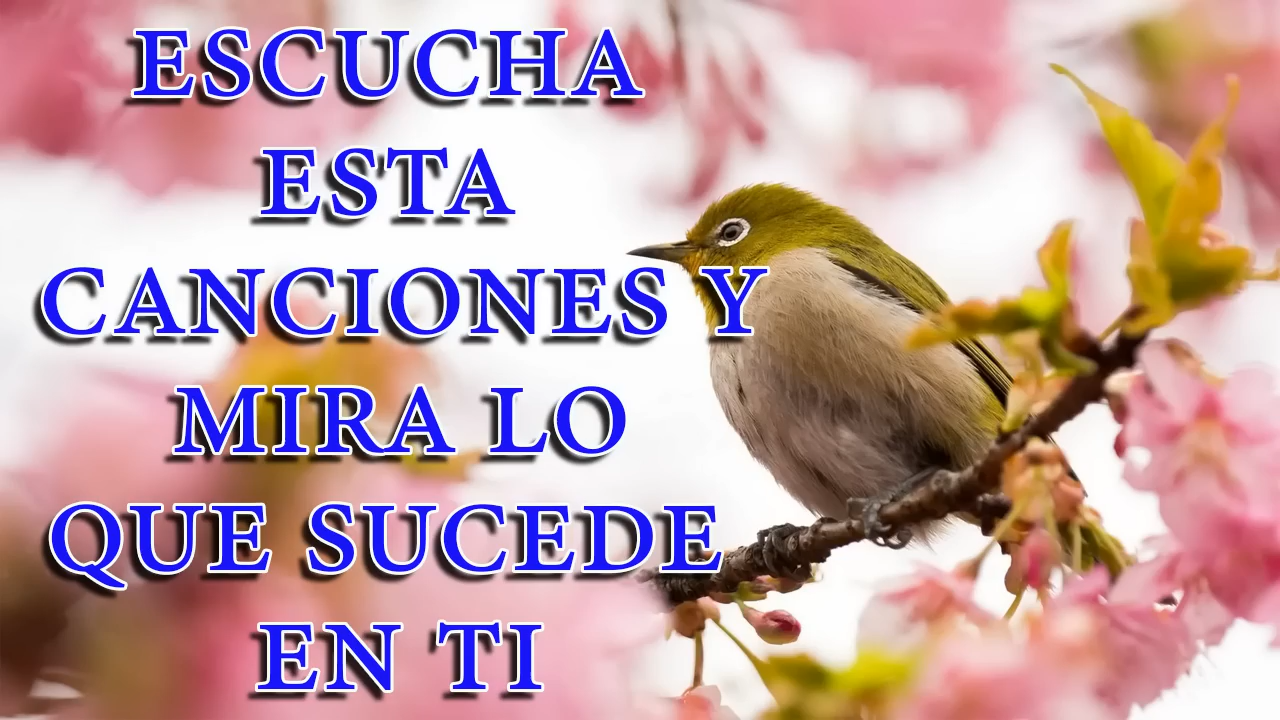 ESCUCHA
ESTA
CANCIONES Y
MIRA LO
QUE SUCEDE
EN TI